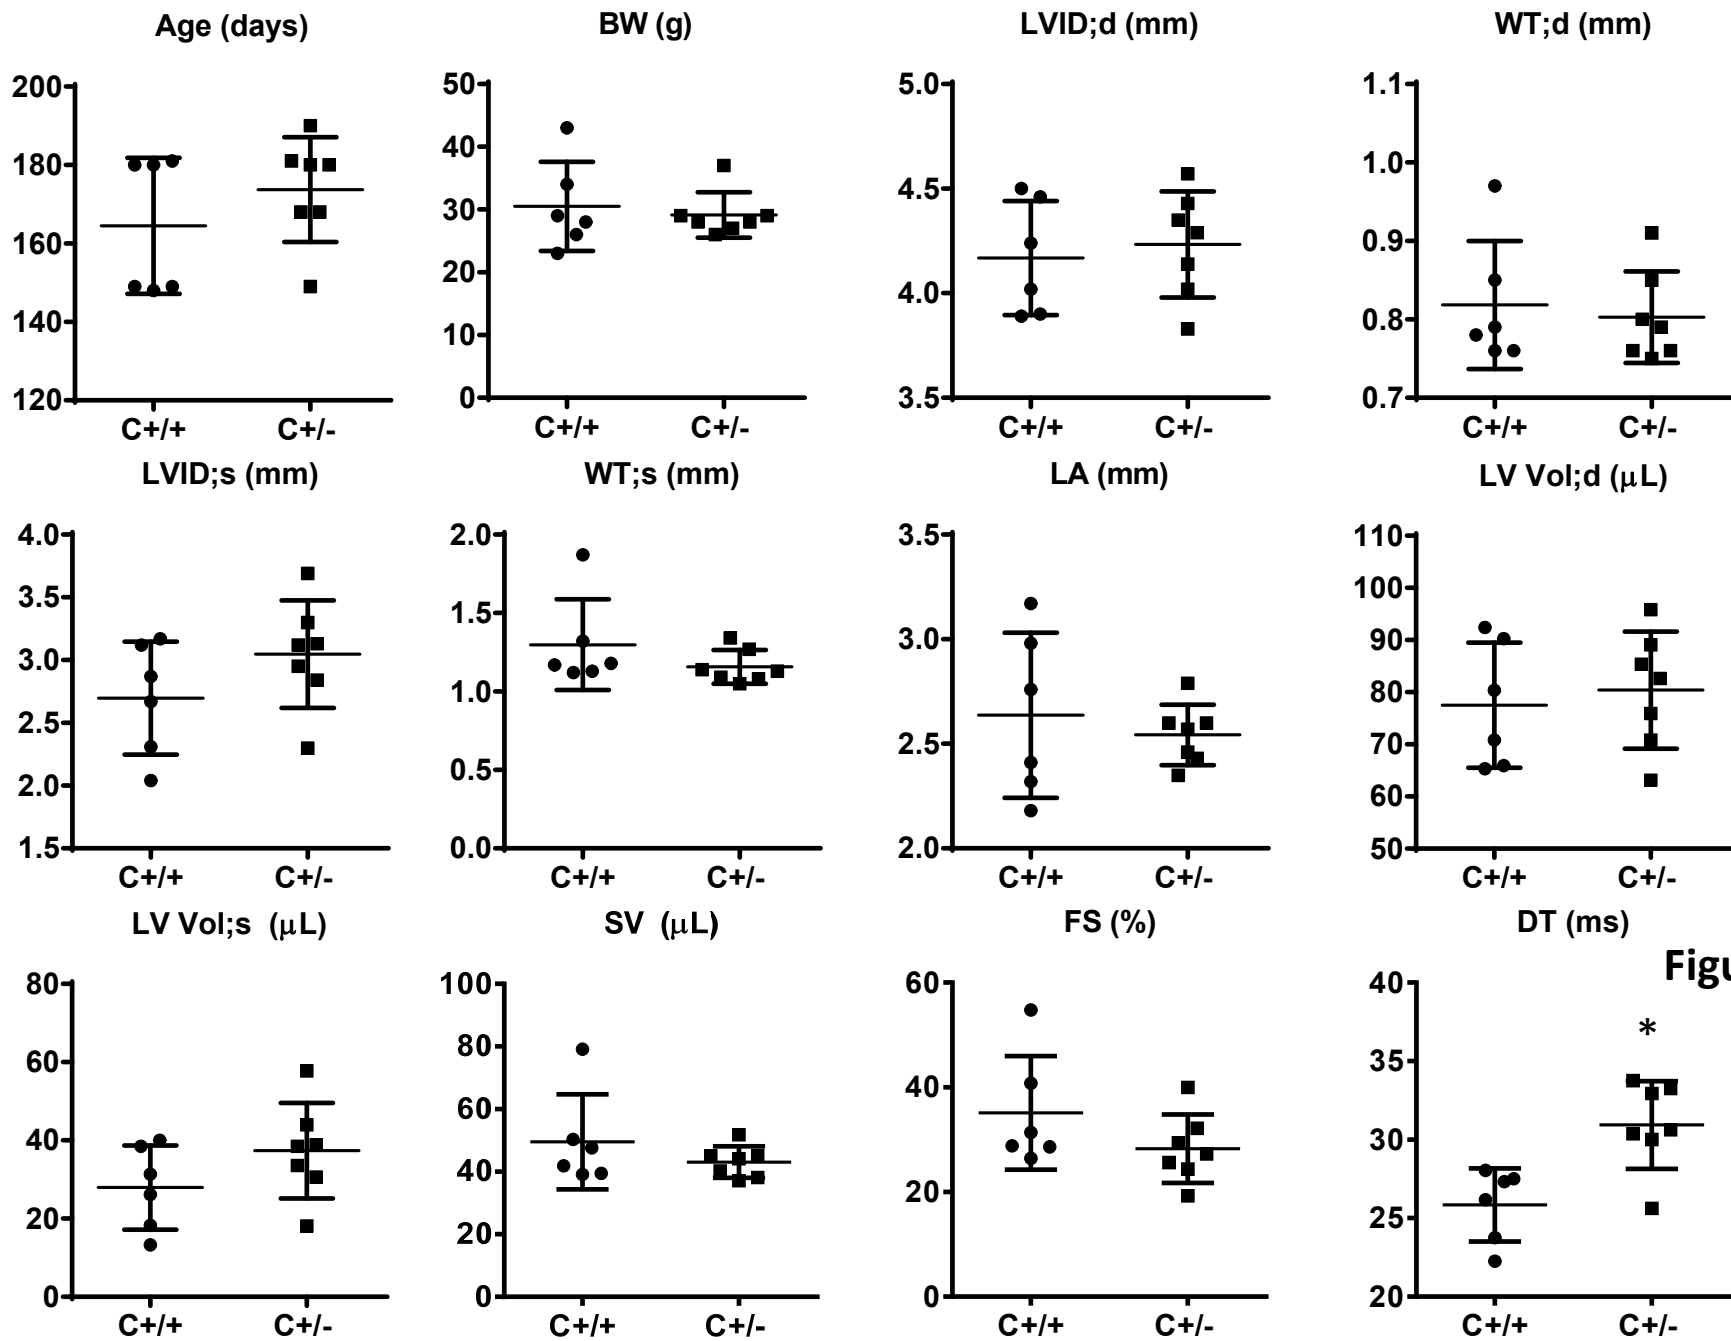 Age (days)
200
180
160
140
120
C+/+ C+/-
BW (g)
50
40
30
20
10
0
C+/+ C+/-
LVID;d (mm)
5.0
4.5
4.0
3.5
C+/+ C+/-
WT;d (mm)
1.1
1.0
0.9
0.8
0.7
C+/+ C+/-
LVID;s (mm)
4.0
3.5
3.0
2.5
2.0
1.5
C+/+ C+/-
WT;s (mm)
2.0
1.5
1.0
0.5
0.0
C+/+ C+/-
LA (mm)
3.5
3.0
2.5
2.0
C+/+ C+/-
LV Vol;d (μL)
110
100
90
80
70
60
50
C+/+ C+/-
LV Vol;s (μL)
80
60
40
20
0
C+/+ C+/-
SV (μL)
100
80
60
40
20
0
C+/+ C+/-
FS (%)
60
40
20
0
C+/+ C+/-
DT (ms)
Figu
40
35
30
25
20
*
C+/+ C+/-